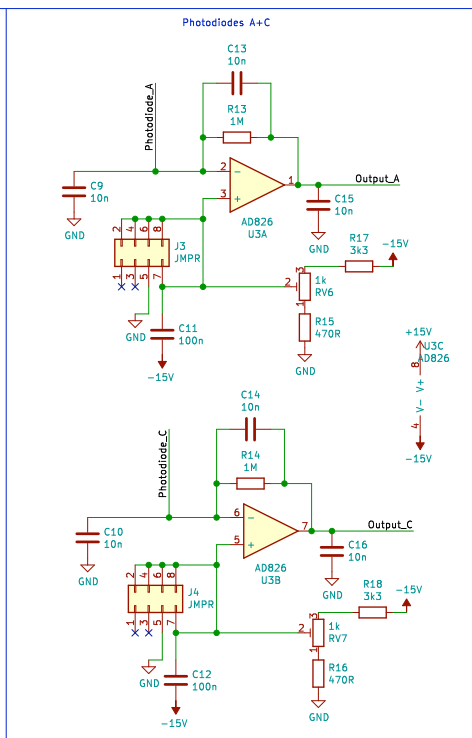 Photodiodes A+C
C13
10n
R13
1M
Photodiode_A
2
1
Output_A
3
C9
10n
GND
AD826
U3A
C15
10n
GND
2 4 6 8
J3
JMPR
1 3 5 7
R17
3k3
-15V
3
1k
RV6
2
1
GND
C11
100n
-15V
R15
470R
GND
+15V
U3C
AD826
8
V+
V-
4
-15V
C14
10n
R14
1M
Photodiode_C
6
7
Output_C
5
C10
10n
GND
AD826
U3B
C16
10n
GND
2 4 6 8
J4
JMPR
1 3 5 7
R18
3k3
-15V
3
1k
RV7
2
1
GND
C12
100n
-15V
R16
470R
GND